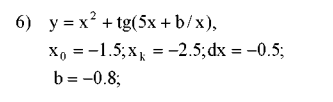 6) y = x² + tg(5x + b/x),
x₀ = -1.5; xₖ = -2.5; dx = -0.5;
b = -0.8;